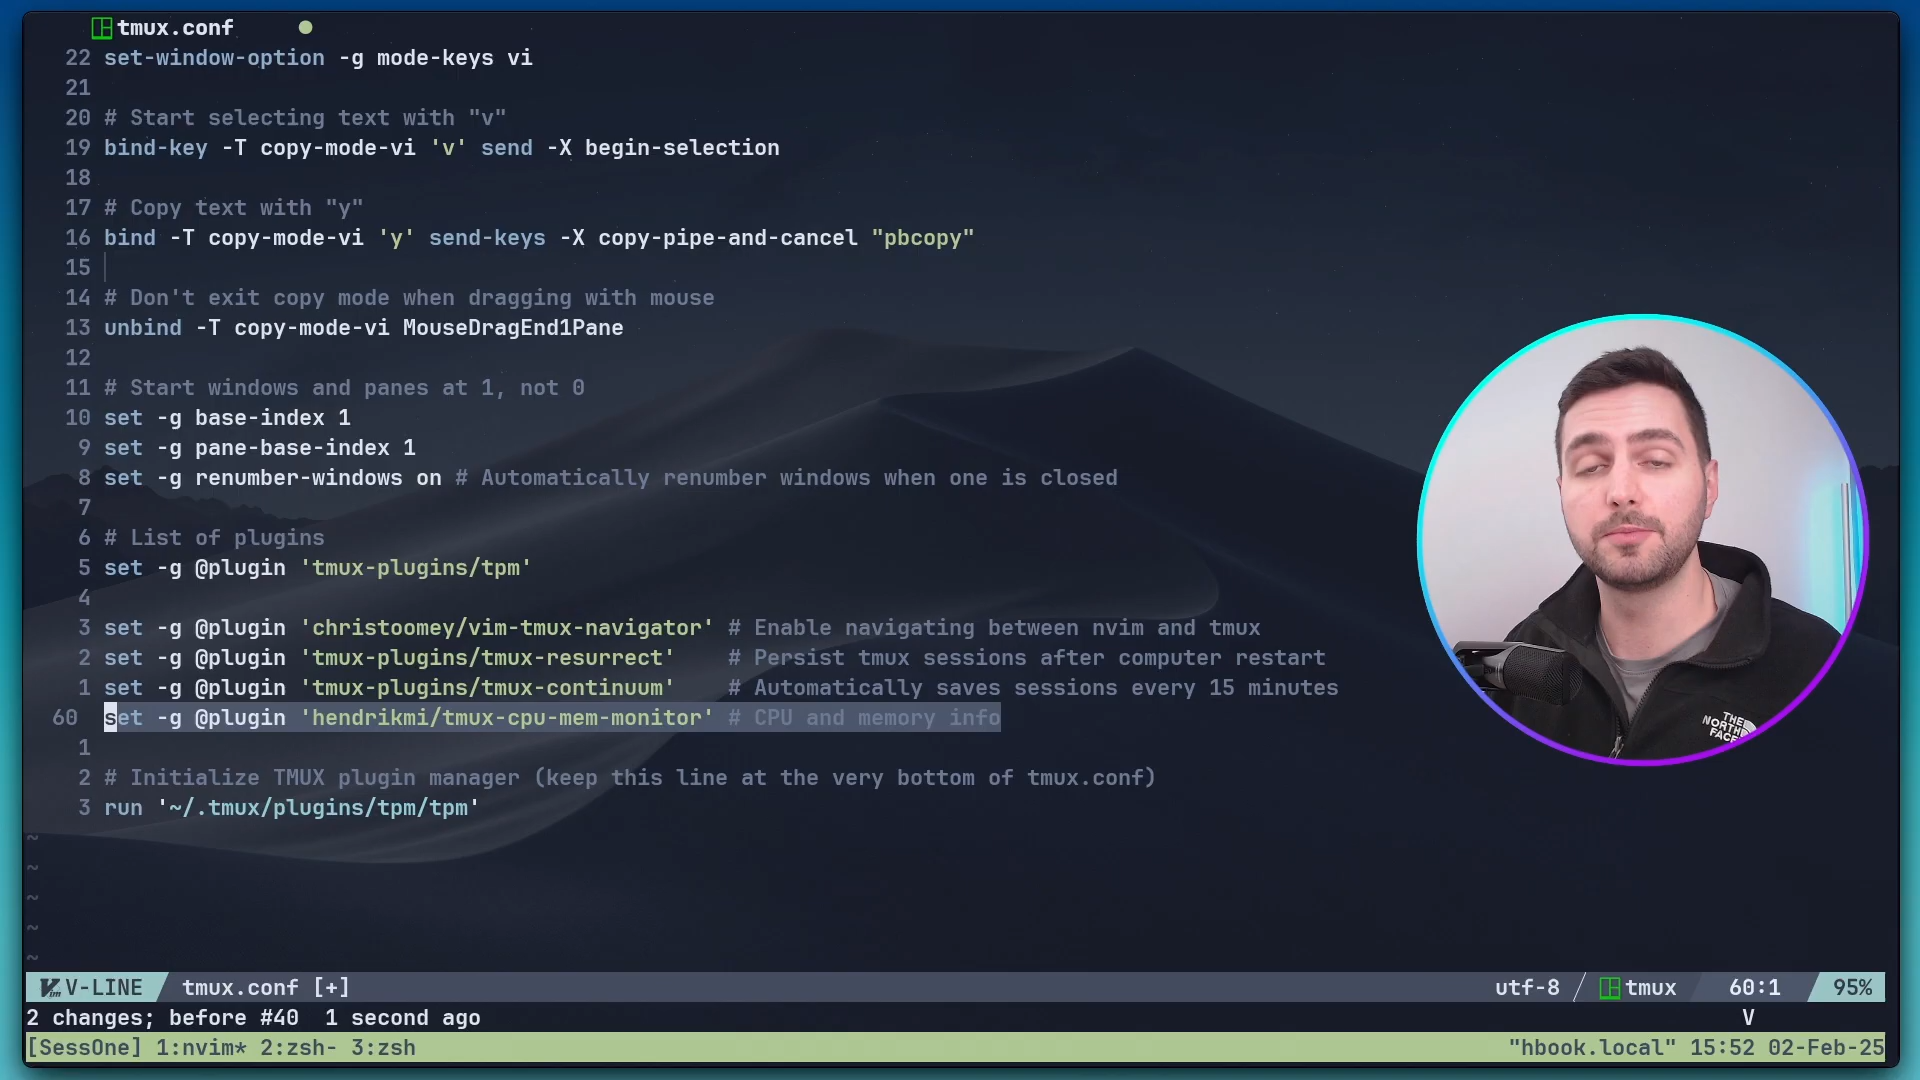 tmux.conf
22 set-window-option -g mode-keys vi
21
20 # Start selecting text with "v"
19 bind-key -T copy-mode-vi 'v' send -X begin-selection
18
17 # Copy text with "y"
16 bind -T copy-mode-vi 'y' send-keys -X copy-pipe-and-cancel "pbcopy"
15
14 # Don't exit copy mode when dragging with mouse
13 unbind -T copy-mode-vi MouseDragEnd1Pane
12
11 # Start windows and panes at 1, not 0
10 set -g base-index 1
9 set -g pane-base-index 1
8 set -g renumber-windows on # Automatically renumber windows when one is closed
7
6 # List of plugins
5 set -g @plugin 'tmux-plugins/tpm'
4
3 set -g @plugin 'christoomey/vim-tmux-navigator' # Enable navigating between nvim and tmux
2 set -g @plugin 'tmux-plugins/tmux-resurrect' # Persist tmux sessions after computer restart
1 set -g @plugin 'tmux-plugins/tmux-continuum' # Automatically saves sessions every 15 minutes
60 set -g @plugin 'hendrikmi/tmux-cpu-mem-monitor' # CPU and memory info
1
2 # Initialize TMUX plugin manager (keep this line at the very bottom of tmux.conf)
3 run '~/.tmux/plugins/tpm/tpm'
~
~
~
~
~
THE
NORTH
FACE
V-LINE tmux.conf [+] utf-8 tmux 60:1 95%
2 changes; before #40 1 second ago V
[SessOne] 1:nvim* 2:zsh- 3:zsh "hbook.local" 15:52 02-Feb-25